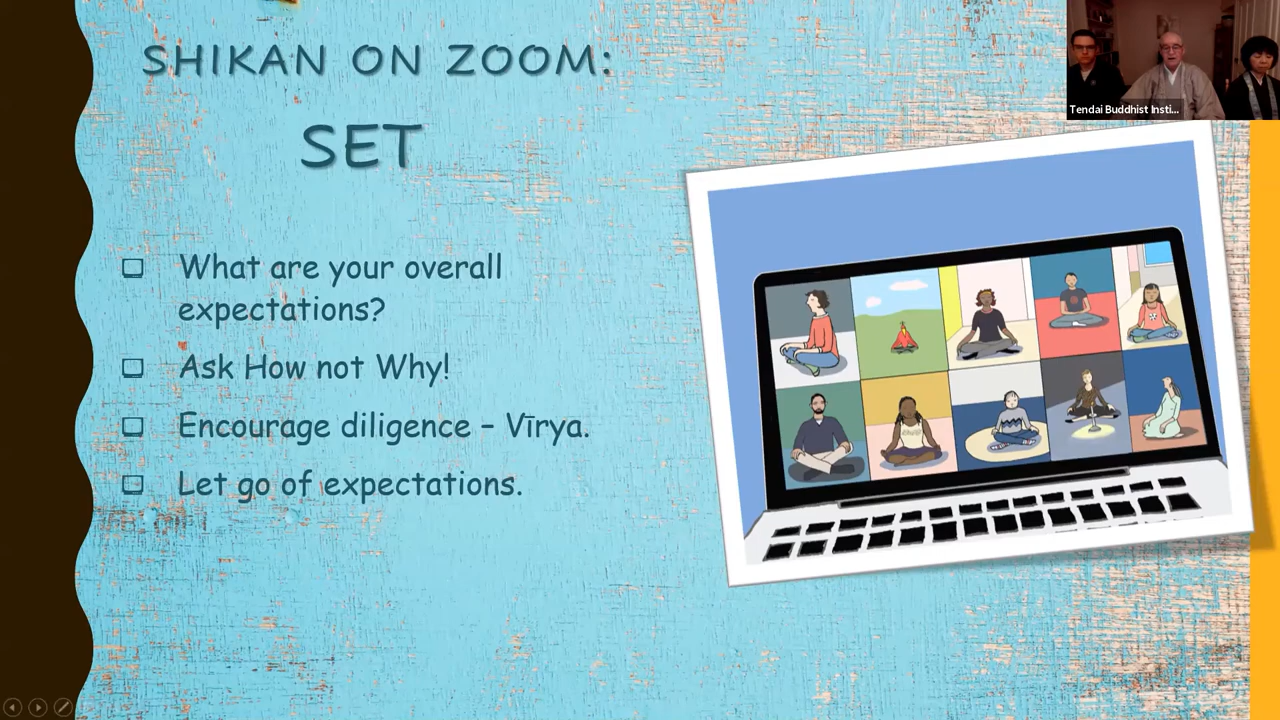 SHIKAN ON ZOOM:
SET
What are your overall
expectations?
Ask How not Why!
Encourage diligence – Vīrya.
Let go of expectations.
Tendai Buddhist Insti...